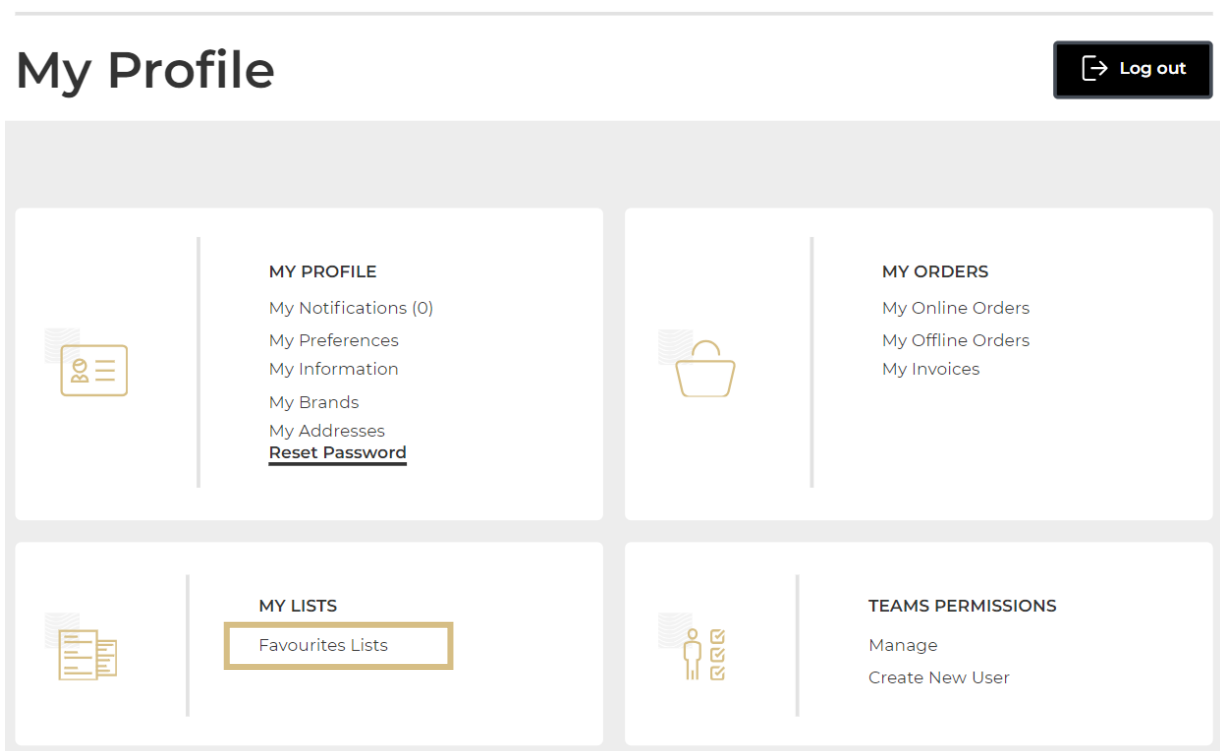 My Profile
Log out
MY PROFILE
My Notifications (0)
My Preferences
My Information
My Brands
My Addresses
Reset Password
MY ORDERS
My Online Orders
My Offline Orders
My Invoices
MY LISTS
Favourites Lists
TEAMS PERMISSIONS
Manage
Create New User